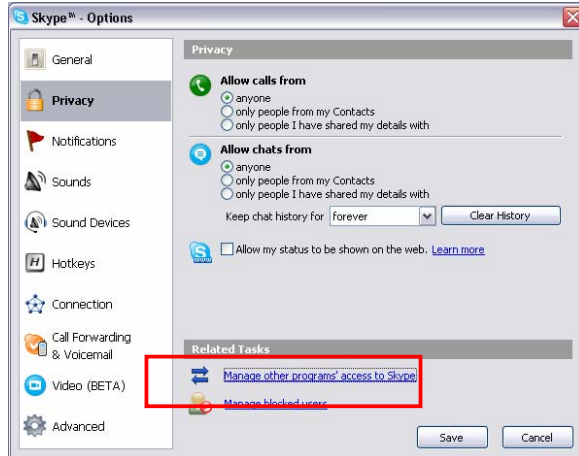 Skype™ - Options
General
Privacy
Notifications
Sounds
Sound Devices
H Hotkeys
Connection
Call Forwarding
& Voicemail
Video (BETA)
Advanced
Privacy
Allow calls from
anyone
only people from my Contacts
only people I have shared my details with
Allow chats from
anyone
only people from my Contacts
only people I have shared my details with
Keep chat history for forever Clear History
Allow my status to be shown on the web. Learn more
Related Tasks
Manage other programs' access to Skype
Manage blocked users
Save Cancel